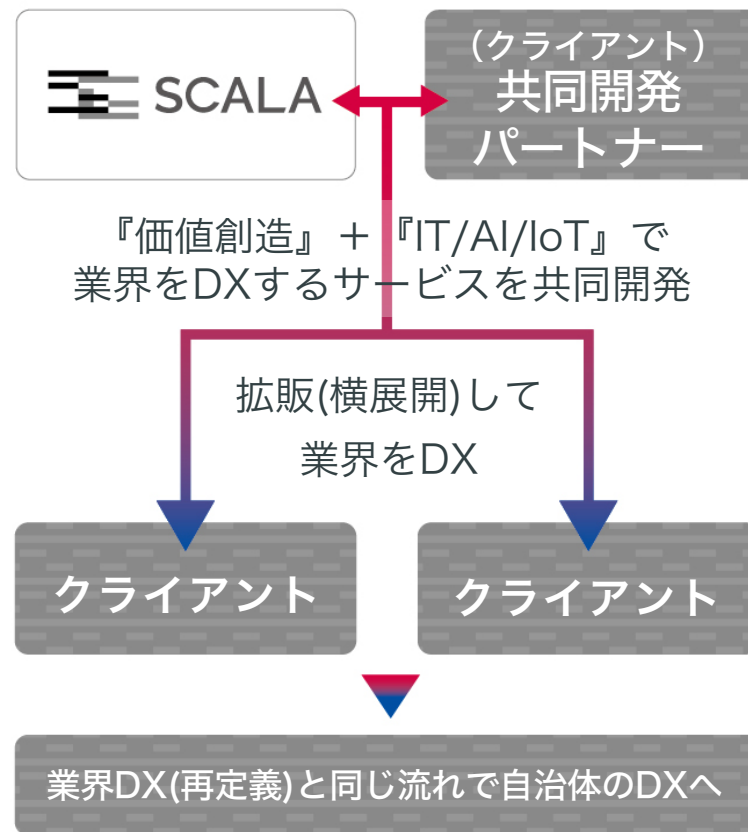 SCALA
（クライアント）
共同開発
パートナー
『価値創造』＋『IT/AI/IoT』で
業界をDXするサービスを共同開発
拡販(横展開)して
業界をDX
クライアント
クライアント
業界DX(再定義)と同じ流れで自治体のDXへ